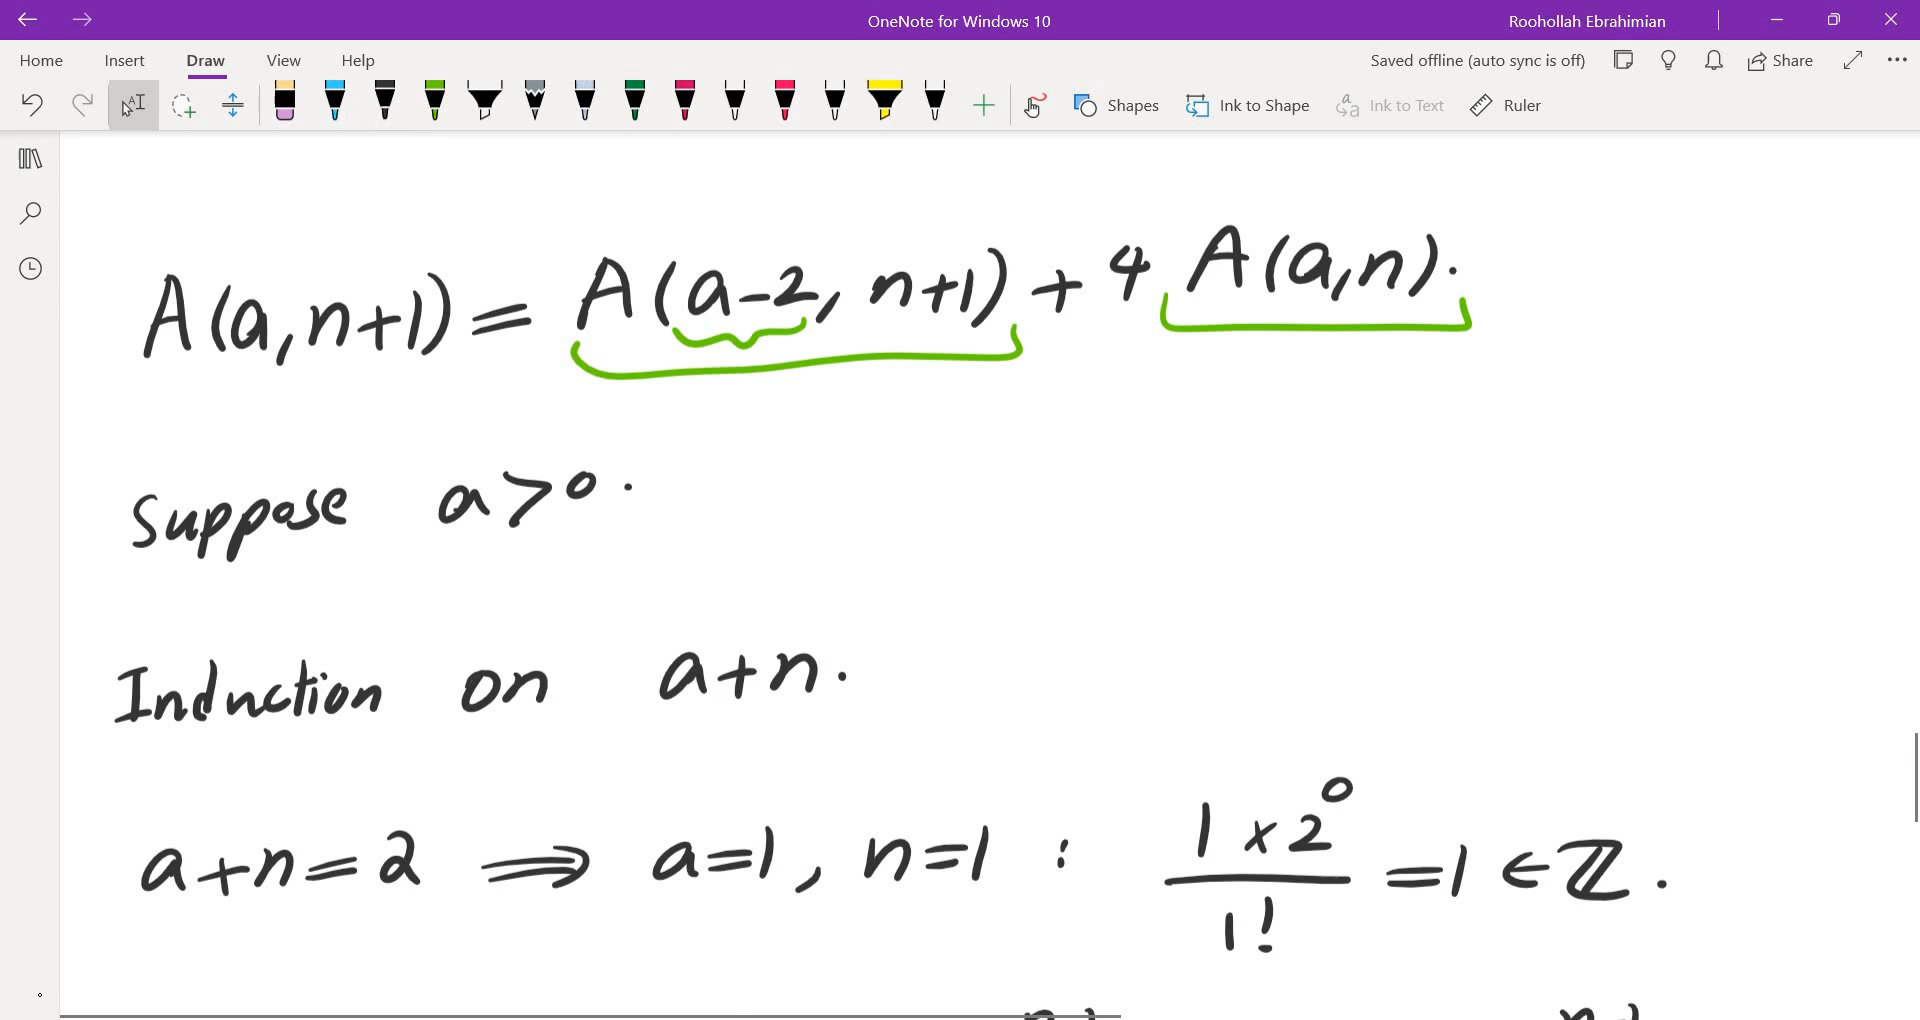 OneNote for Windows 10
Roohollah Ebrahimian
Home Insert Draw View Help
Saved offline (auto sync is off) Share
Shapes Ink to Shape Ink to Text Ruler
A(a,n+1) = A(a-2, n+1) + 4 A(a,n).
Suppose a>0.
Induction on a+n.
a+n=2 ⟹ a=1, n=1 : (1×2^0)/1! =1 ∈ ℤ.